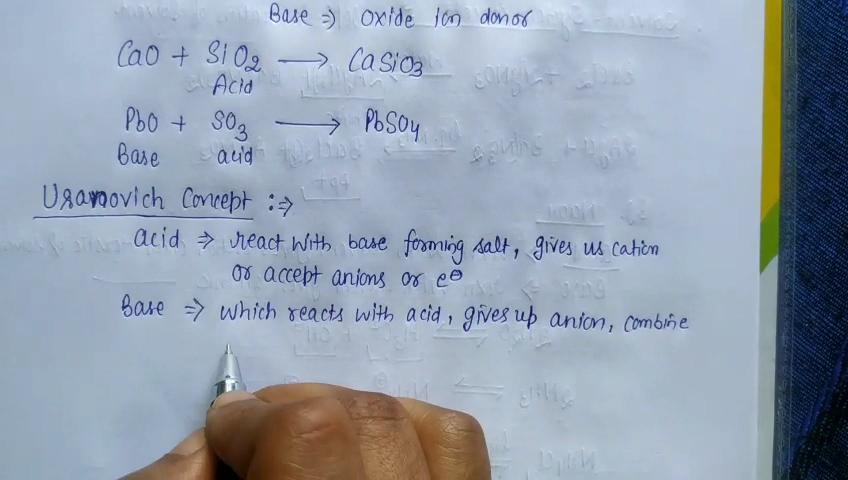 Base ⇒ oxide ion donor
CaO + SiO₂ ⟶ CaSiO₃
Acid
PbO + SO₃ ⟶ PbSO₄
Base acid
Usanovich Concept :⇒
acid ⇒ react with base forming salt, gives us cation
or accept anions or e⊖
Base ⇒ which reacts with acid, gives up anion, combine